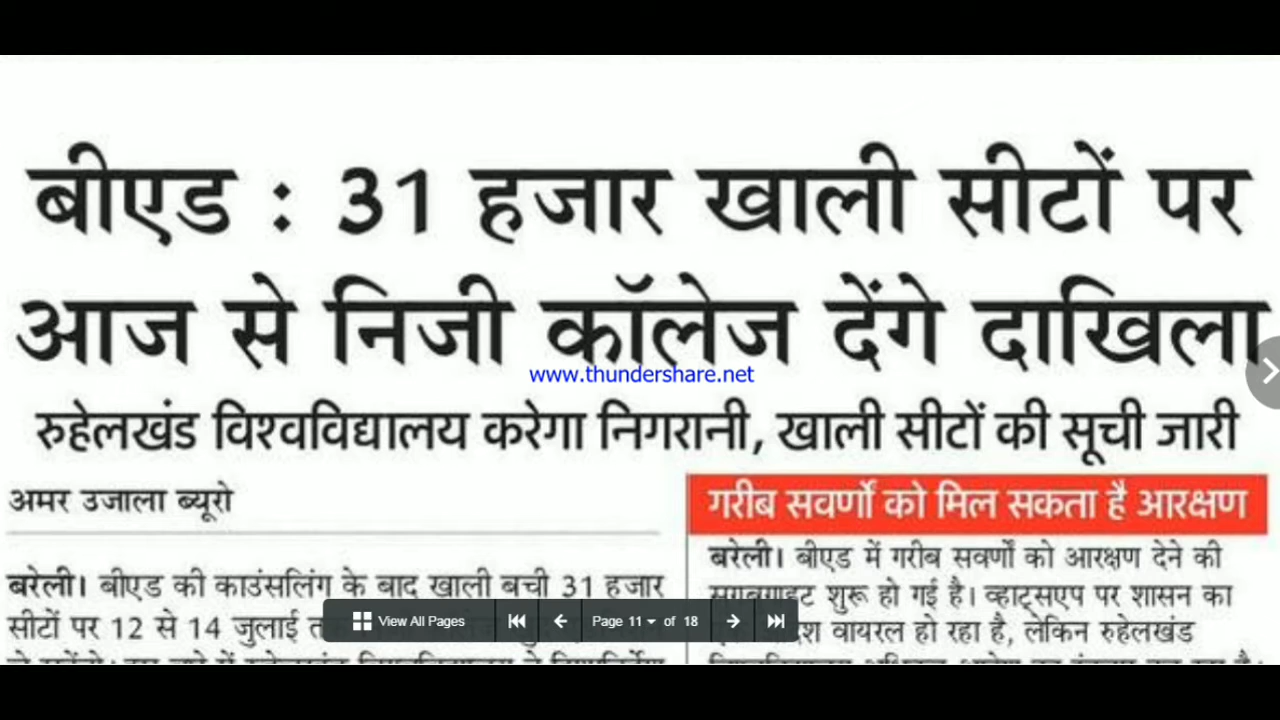 बीएड : 31 हजार खाली सीटों पर
आज से निजी कॉलेज देंगे दाखिला
www.thundershare.net
रुहेलखंड विश्वविद्यालय करेगा निगरानी, खाली सीटों की सूची जारी
अमर उजाला ब्यूरो
बरेली। बीएड की काउंसलिंग के बाद खाली बची 31 हजार
सीटों पर 12 से 14 जुलाई
गरीब सवर्णों को मिल सकता है आरक्षण
बरेली। बीएड में गरीब सवर्णों को आरक्षण देने की
शुरू हो गई है। व्हाट्सएप पर शासन का
वायरल हो रहा है, लेकिन रुहेलखंड
View All Pages
Page 11 of 18